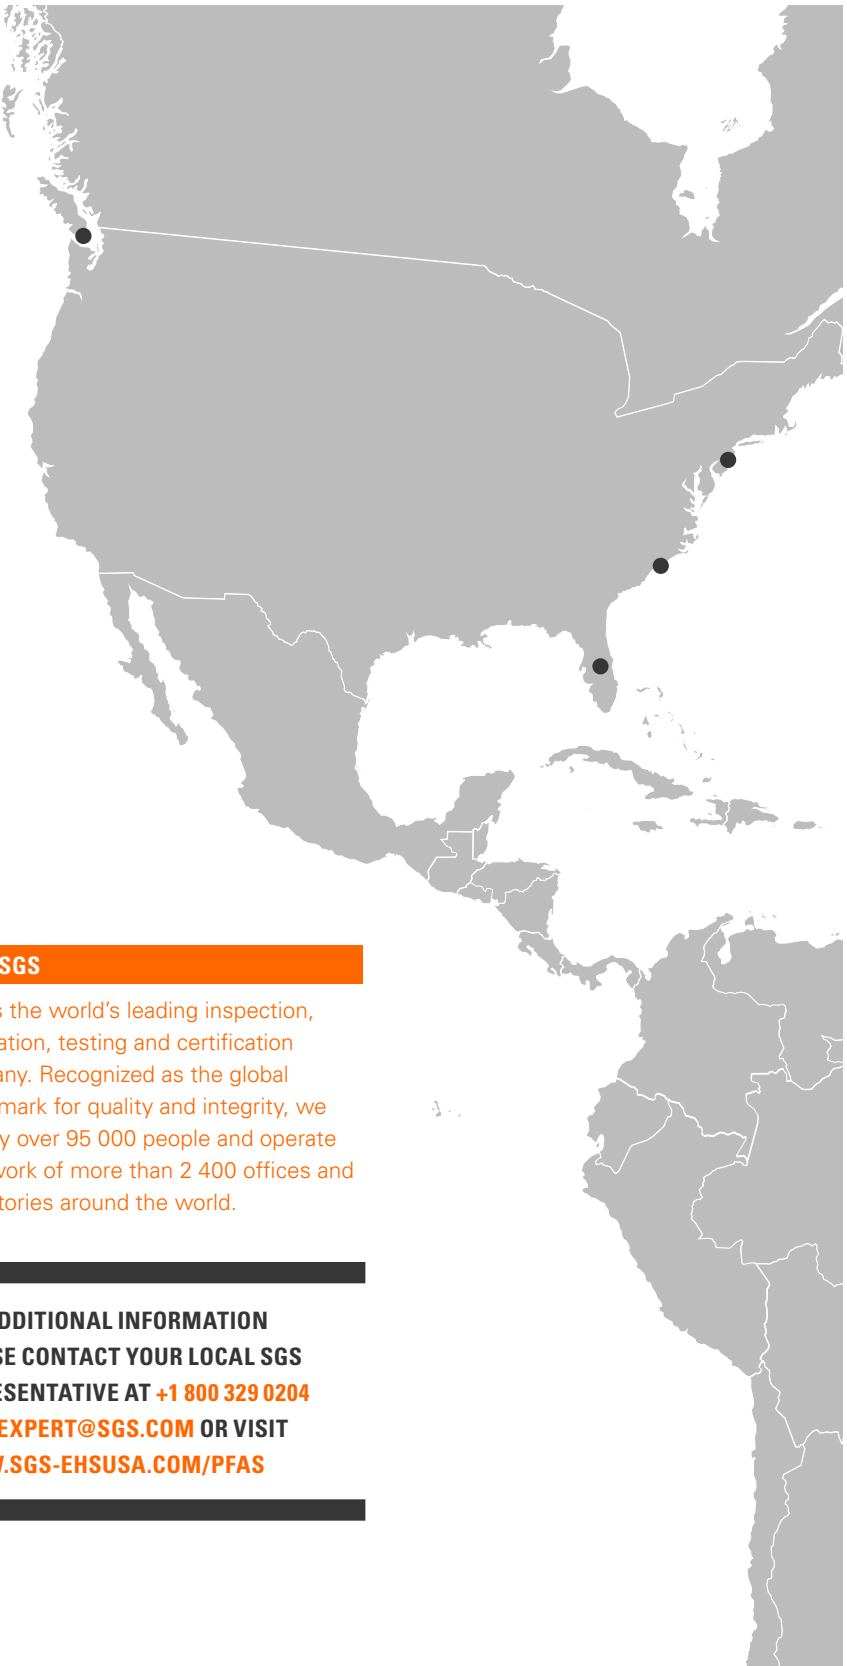 SGS
s the world's leading inspection,
ation, testing and certification
any. Recognized as the global
mark for quality and integrity, we
y over 95 000 people and operate
work of more than 2 400 offices and
tories around the world.
DDITIONAL INFORMATION
SE CONTACT YOUR LOCAL SGS
ESENTATIVE AT +1 800 329 0204
EXPERT@SGS.COM OR VISIT
.SGS-EHSUSA.COM/PFAS